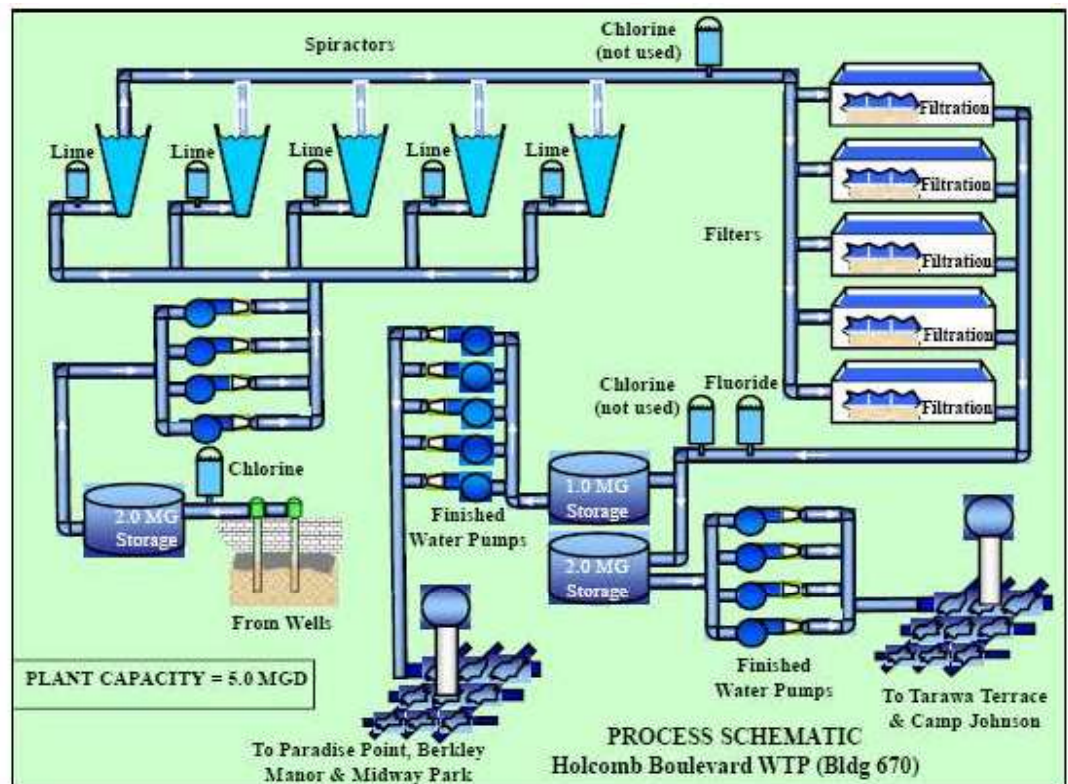 Spiractors
Chlorine
(not used)
Lime
Lime
Lime
Lime
Lime
Filtration
Filtration
Filtration
Filtration
Filtration
Filters
Chlorine
(not used)
Fluoride
Chlorine
2.0 MG
Storage
From Wells
Finished
Water Pumps
1.0 MG
Storage
2.0 MG
Storage
Finished
Water Pumps
PLANT CAPACITY = 5.0 MGD
To Paradise Point, Berkley
Manor & Midway Park
To Tarawa Terrace
& Camp Johnson
PROCESS SCHEMATIC
Holcomb Boulevard WTP (Bldg 670)